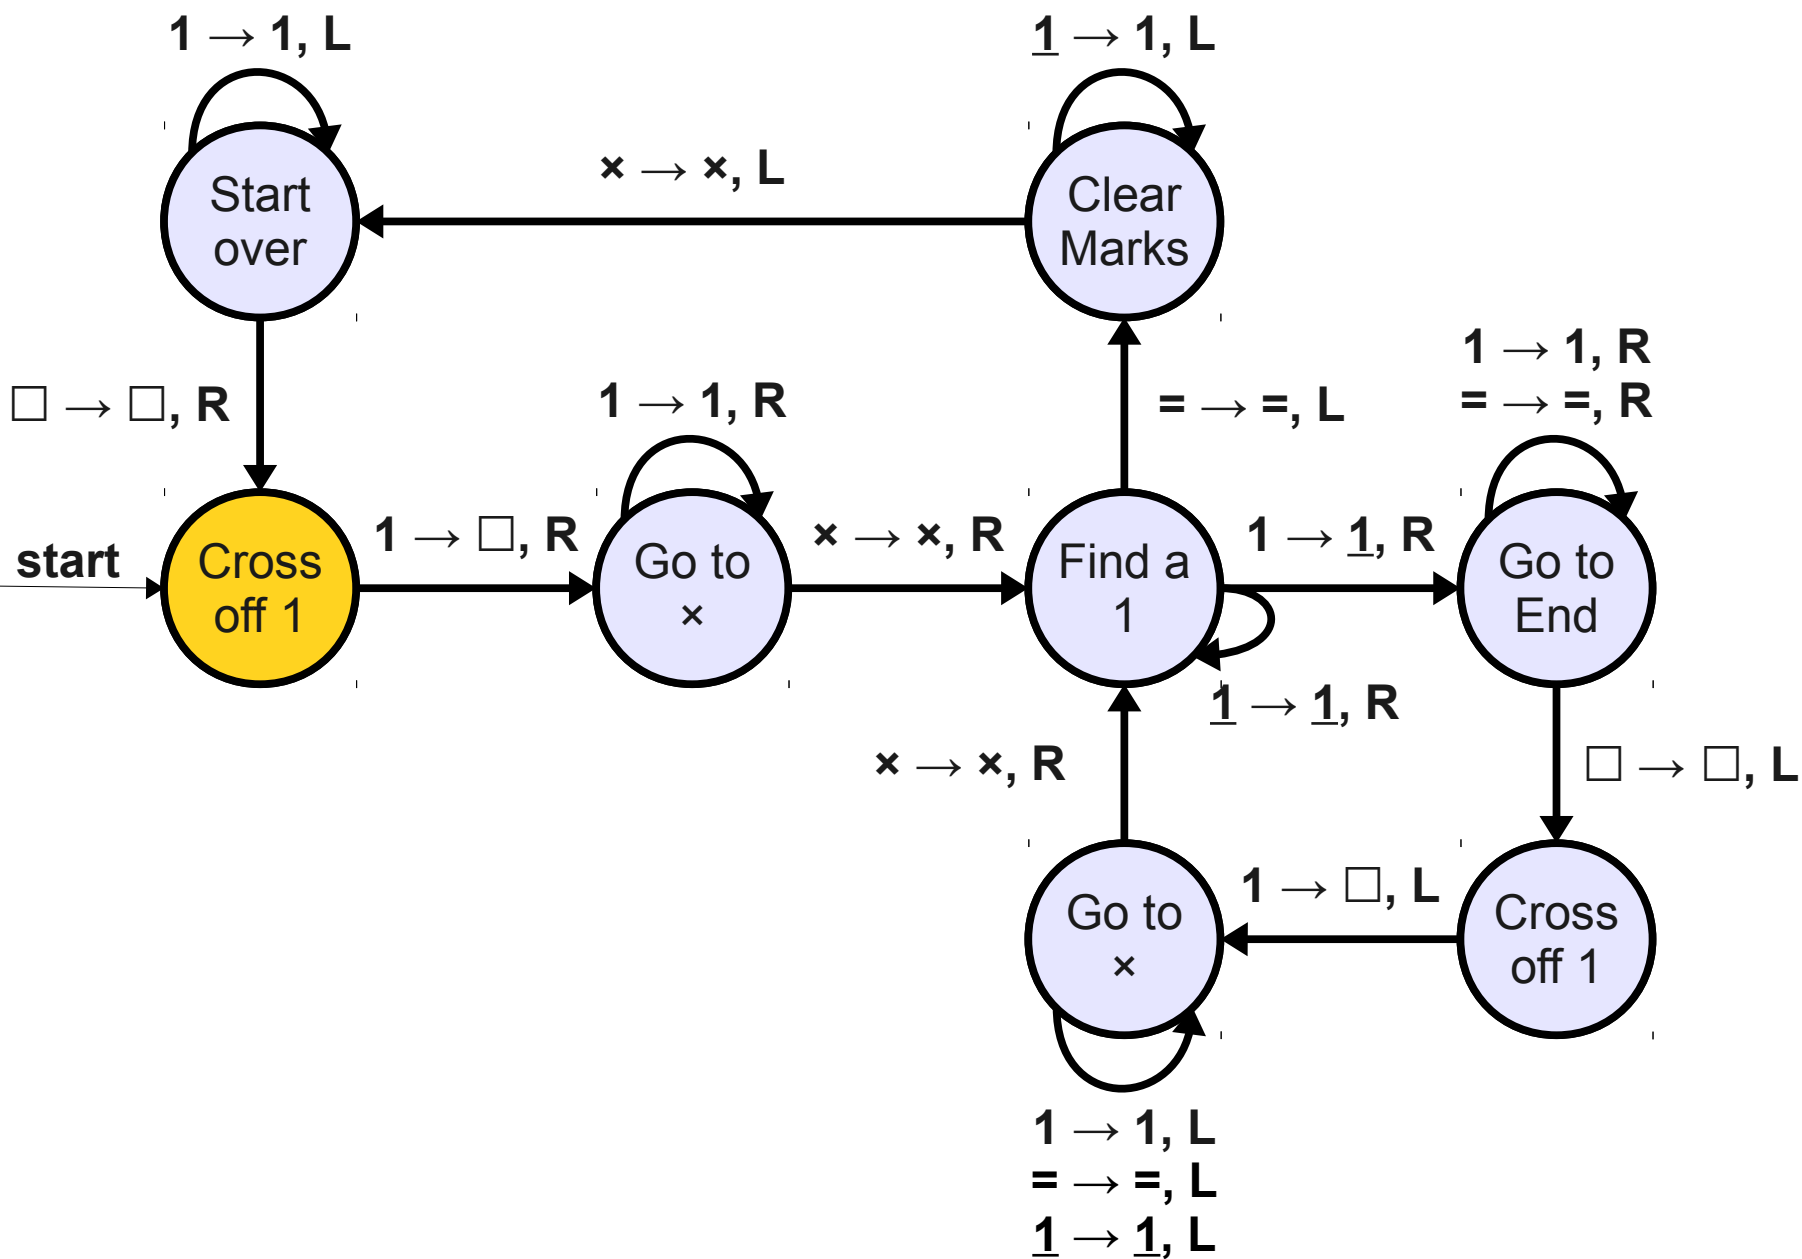 1 → 1, L
1 → 1, L
× → ×, L
Start
over
Clear
Marks
1 → 1, R
= → =, R
□ → □, R
1 → 1, R
= → =, L
start
Cross
off 1
1 → □, R
Go to
×
× → ×, R
Find a
1
1 → 1, R
Go to
End
1 → 1, R
× → ×, R
□ → □, L
Go to
×
1 → □, L
Cross
off 1
1 → 1, L
= → =, L
1 → 1, L